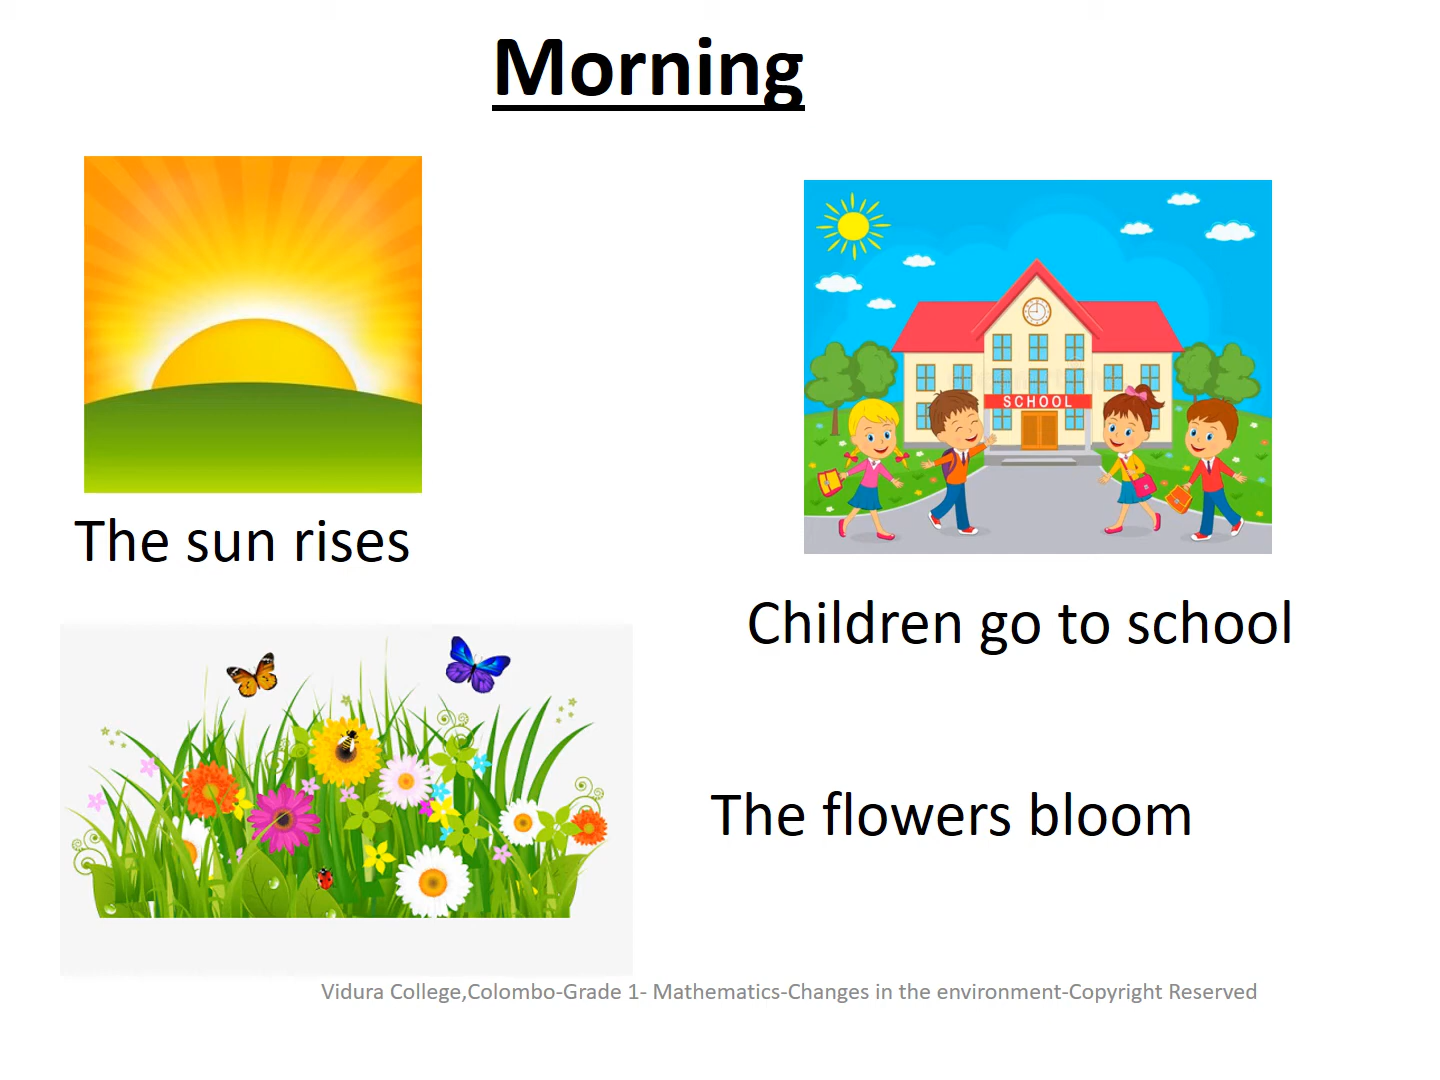 Morning
The sun rises
SCHOOL
Children go to school
The flowers bloom
Vidura College,Colombo-Grade 1- Mathematics-Changes in the environment-Copyright Reserved